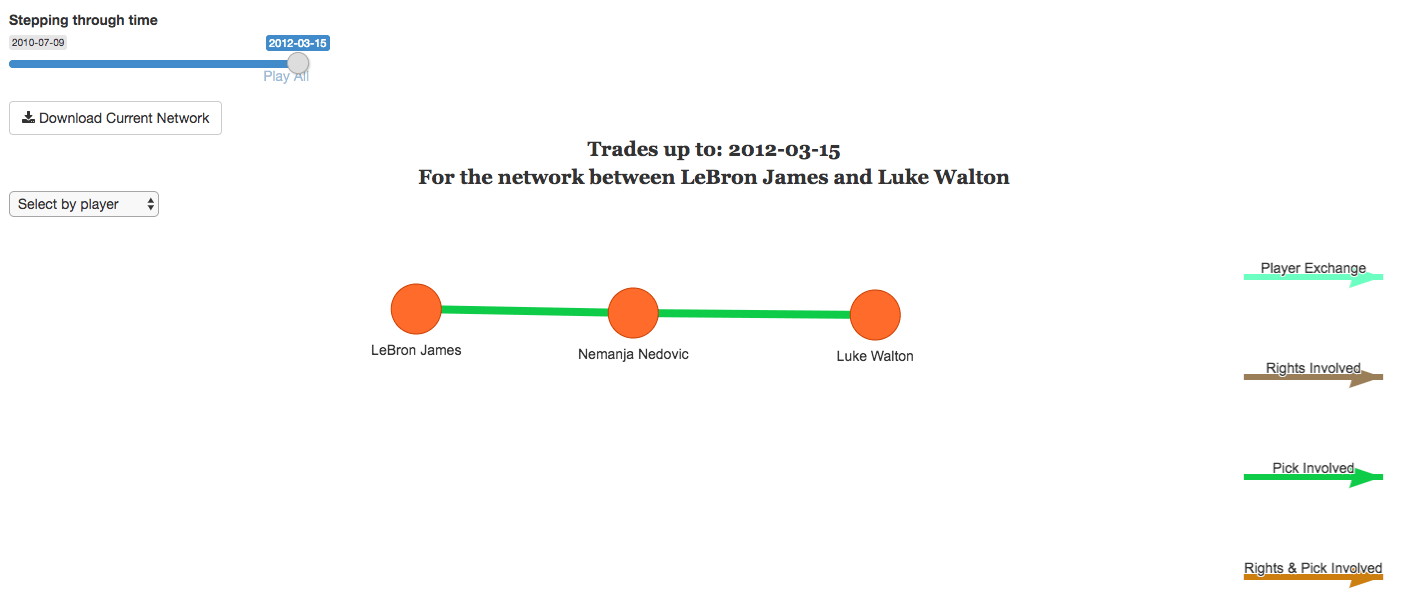 Stepping through time
2010-07-09
2012-03-15
Play All
Download Current Network
Trades up to: 2012-03-15
For the network between LeBron James and Luke Walton
Select by player
LeBron James
Nemanja Nedovic
Luke Walton
Player Exchange
Rights Involved
Pick Involved
Rights & Pick Involved